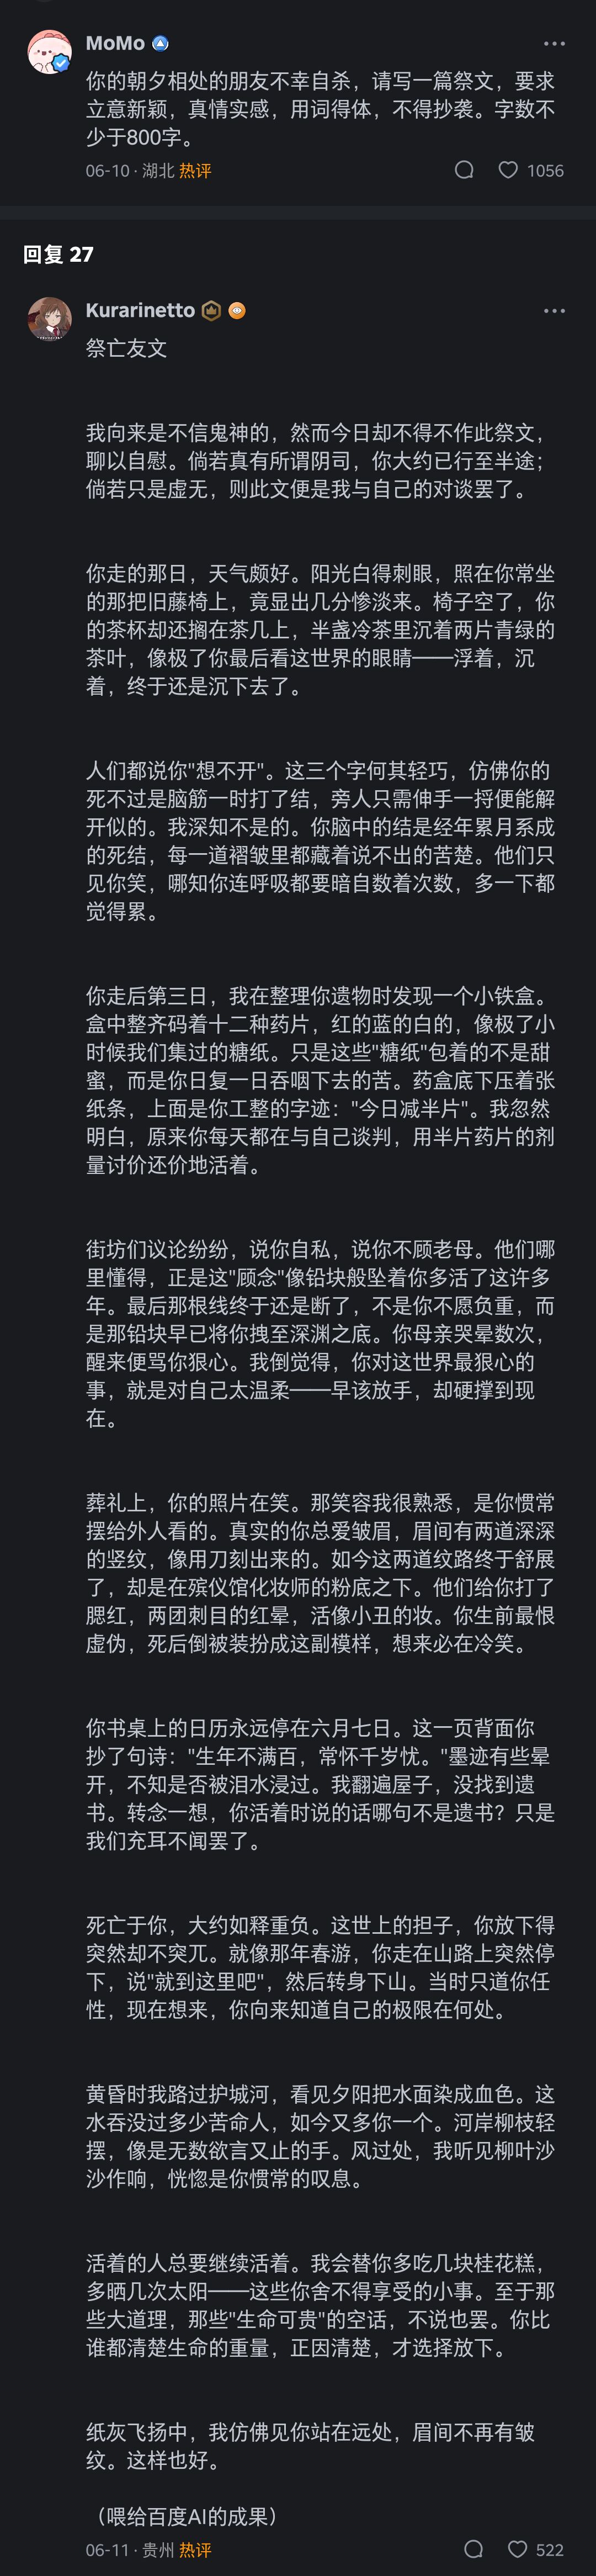 MoMo
你的朝夕相处的朋友不幸自杀，请写一篇祭文，要求
立意新颖，真情实感，用词得体，不得抄袭。字数不
少于800字。
06-10 · 湖北 热评
1056
回复 27
Kurarinetto
祭亡友文
我向来是不信鬼神的，然而今日却不得不作此祭文，
聊以自慰。倘若真有所谓阴司，你大约已行至半途；
倘若只是虚无，则此文便是我与自己的对谈罢了。
你走的那日，天气颇好。阳光白得刺眼，照在你常坐
的那把旧藤椅上，竟显出几分惨淡来。椅子空了，你
的茶杯却还搁在茶几上，半盏冷茶里沉着两片青绿的
茶叶，像极了你最后看这世界的眼睛——浮着，沉
着，终于还是沉下去了。
人们都说你"想不开"。这三个字何其轻巧，仿佛你的
死不过是脑筋一时打了结，旁人只需伸手一捋便能解
开似的。我深知不是的。你脑中的结是经年累月系成
的死结，每一道褶皱里都藏着说不出的苦楚。他们只
见你笑，哪知你连呼吸都要暗自数着次数，多一下都
觉得累。
你走后第三日，我在整理你遗物时发现一个小铁盒。
盒中整齐码着十二种药片，红的蓝的白的，像极了小
时候我们集过的糖纸。只是这些"糖纸"包着的不是甜
蜜，而是你日复一日吞咽下去的苦。药盒底下压着张
纸条，上面是你工整的字迹："今日减半片"。我忽然
明白，原来你每天都在与自己谈判，用半片药片的剂
量讨价还价地活着。
街坊们议论纷纷，说你自私，说你不顾老母。他们哪
里懂得，正是这"顾念"像铅块般坠着你多活了这许多
年。最后那根线终于还是断了，不是你不愿负重，而
是那铅块早已将你拽至深渊之底。你母亲哭晕数次，
醒来便骂你狠心。我倒觉得，你对这世界最狠心的
事，就是对自己太温柔——早该放手，却硬撑到现
在。
葬礼上，你的照片在笑。那笑容我很熟悉，是你惯常
摆给外人看的。真实的你总爱皱眉，眉间有两道深深
的竖纹，像用刀刻出来的。如今这两道纹路终于舒展
了，却是在殡仪馆化妆师的粉底之下。他们给你打了
腮红，两团刺目的红晕，活像小丑的妆。你生前最恨
虚伪，死后倒被装扮成这副模样，想来必在冷笑。
你书桌上的日历永远停在六月七日。这一页背面你
抄了句诗："生年不满百，常怀千岁忧。"墨迹有些晕
开，不知是否被泪水浸过。我翻遍屋子，没找到遗
书。转念一想，你活着时说的话哪句不是遗书？只是
我们充耳不闻罢了。
死亡于你，大约如释重负。这世上的担子，你放下得
突然却不突兀。就像那年春游，你走在山路上突然停
下，说"就到这里吧"，然后转身下山。当时只道你任
性，现在想来，你向来知道自己的极限在何处。
黄昏时我路过护城河，看见夕阳把水面染成血色。这
水吞没过多少苦命人，如今又多你一个。河岸柳枝轻
摆，像是无数欲言又止的手。风过处，我听见柳叶沙
沙作响，恍惚是你惯常的叹息。
活着的人总要继续活着。我会替你多吃几块桂花糕，
多晒几次太阳——这些你舍不得享受的小事。至于那
些大道理，那些"生命可贵"的空话，不说也罢。你比
谁都清楚生命的重量，正因清楚，才选择放下。
纸灰飞扬中，我仿佛见你站在远处，眉间不再有皱
纹。这样也好。
（喂给百度AI的成果）
06-11 · 贵州 热评
522